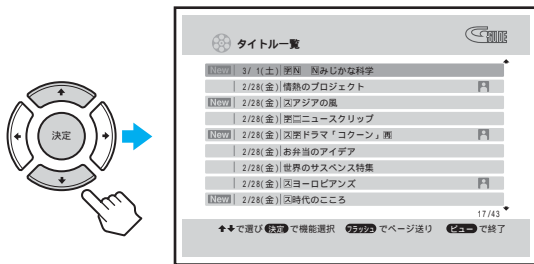 タイトル一覧
決定
New 3/ 1(土) 字N Nみじかな科学
2/28(金) 情熱のプロジェクト
New 2/28(金) スアジアの風
2/28(金) 字二ニュースクリップ
New 2/28(金) ス字ドラマ「コクーン」再
2/28(金) お弁当のアイデア
2/28(金) 世界のサスペンス特集
2/28(金) スヨーロピアンズ
New 2/28(金) ス時代のこころ
17/43
で選び 決定 で機能選択 フラッシュ でページ送り ビュー で終了